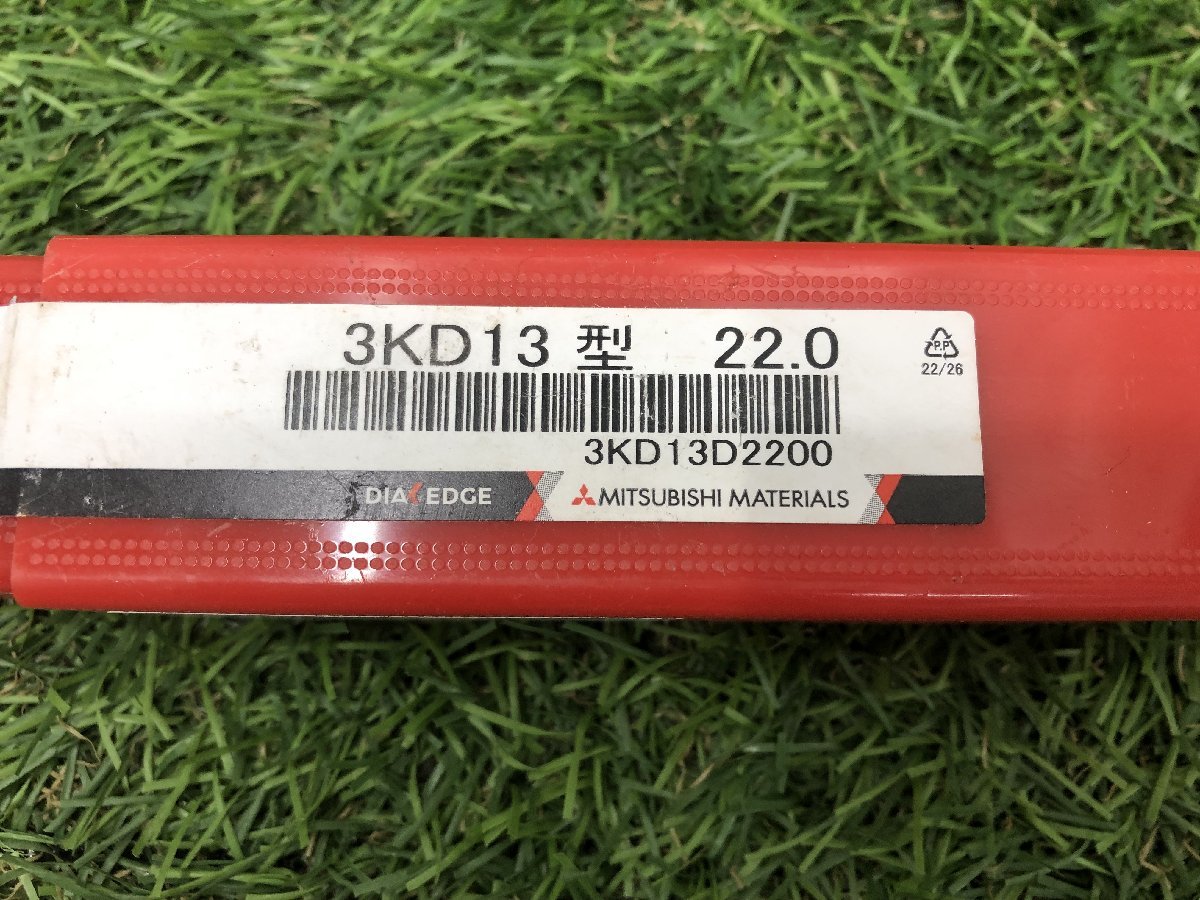 3KD13 型 22.0
P.P
22/26
3KD13D2200
DIAEDGE
MITSUBISHI MATERIALS